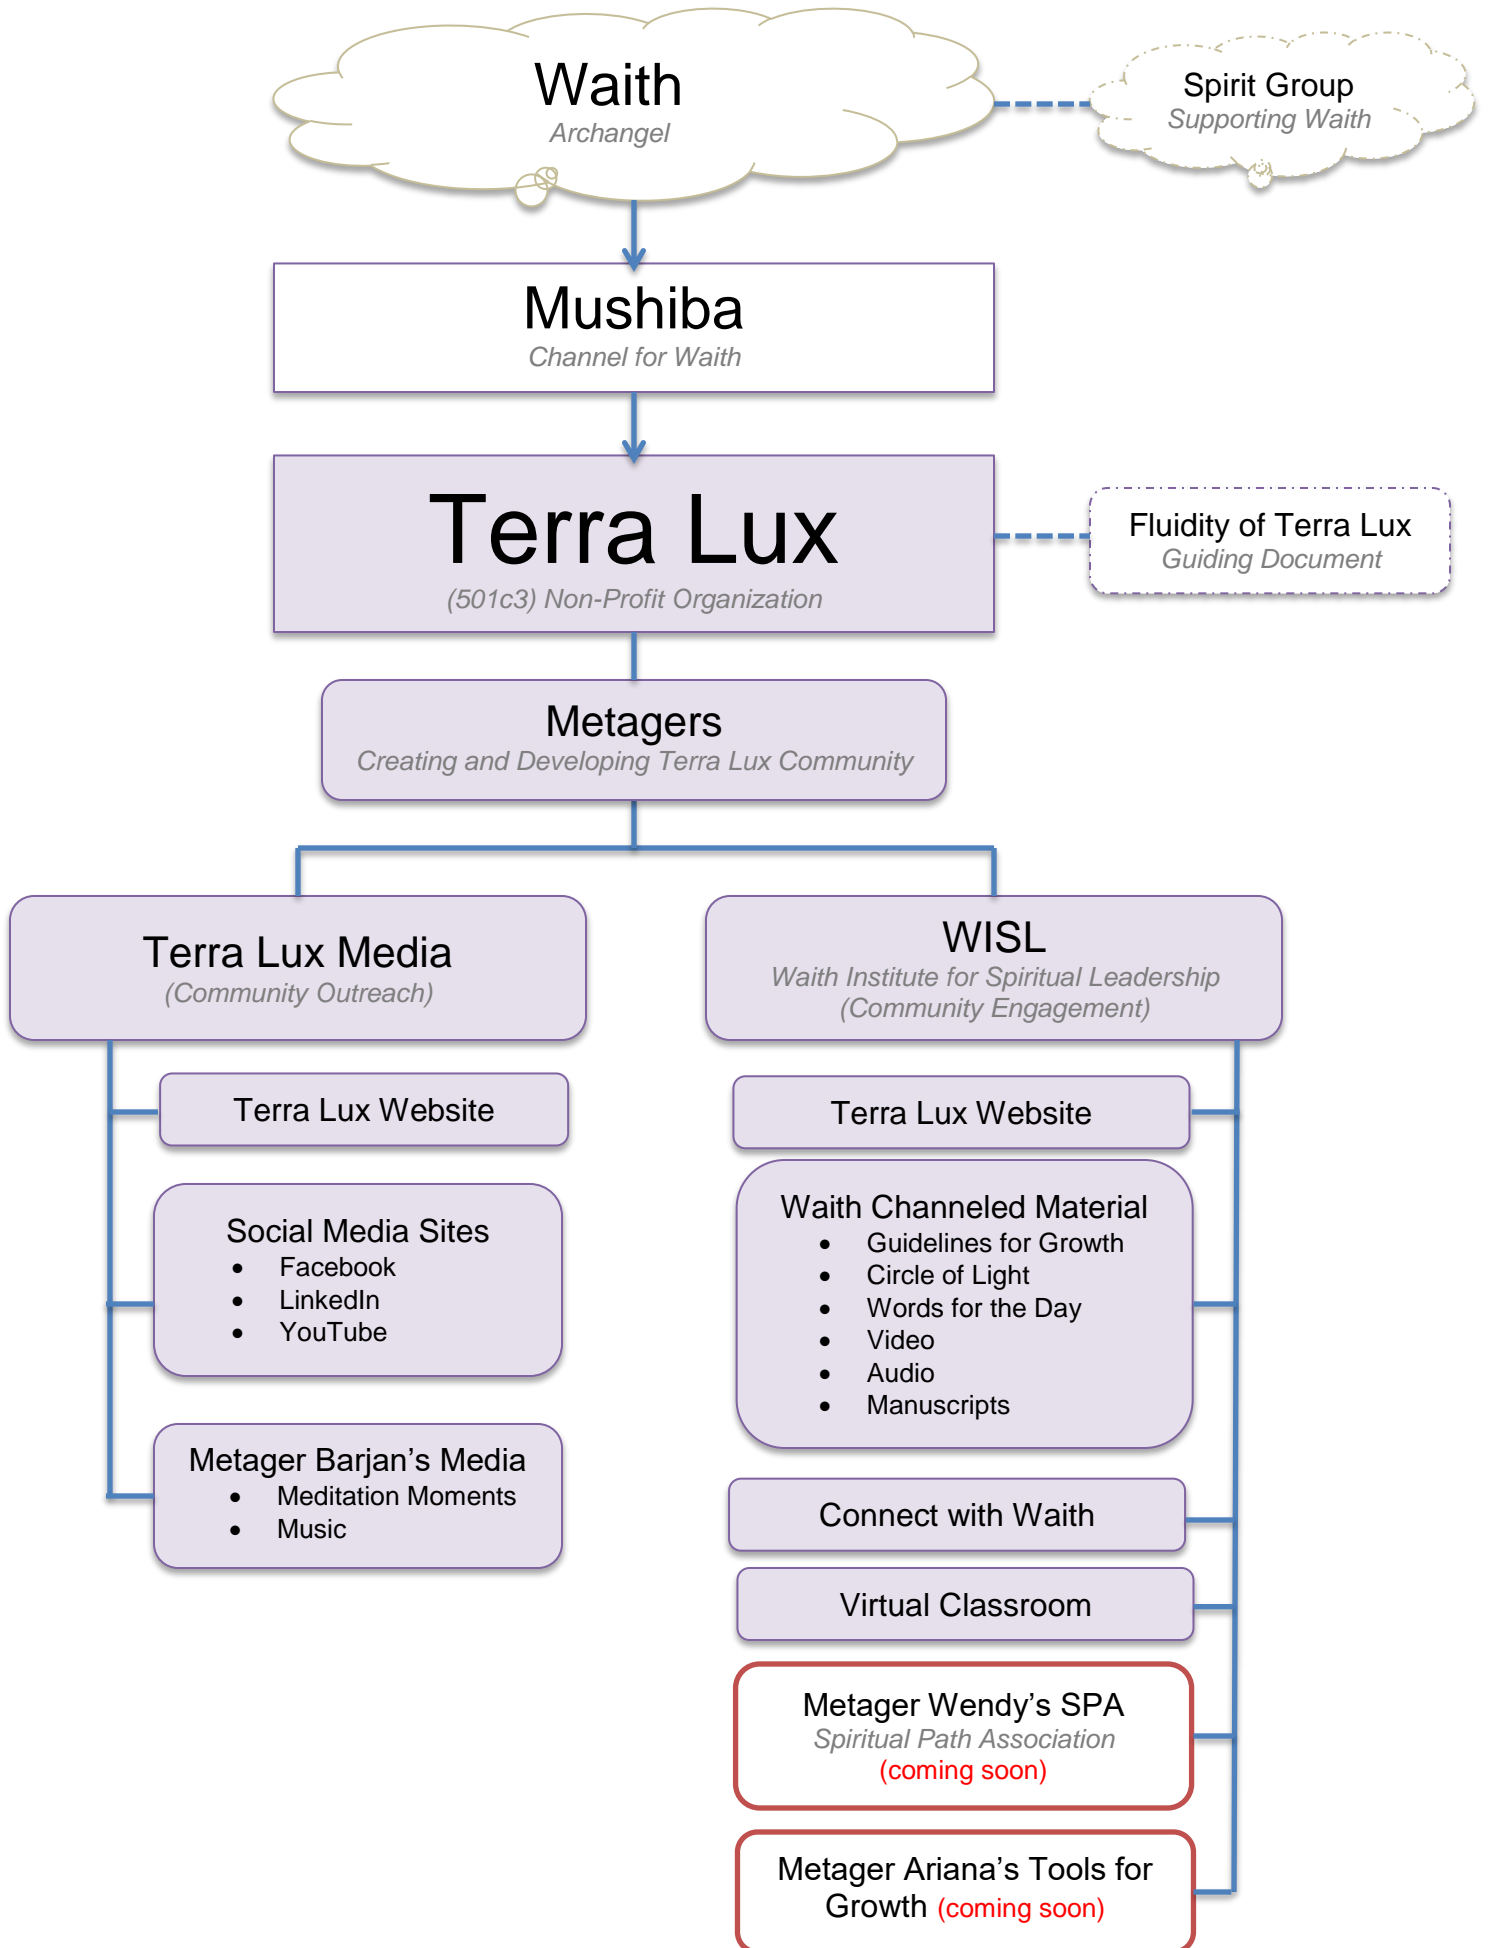 Waith
Archangel
Spirit Group
Supporting Waith
Mushiba
Channel for Waith
Terra Lux
(501c3) Non-Profit Organization
Fluidity of Terra Lux
Guiding Document
Metagers
Creating and Developing Terra Lux Community
Terra Lux Media
(Community Outreach)
Terra Lux Website
Social Media Sites
• Facebook
• LinkedIn
• YouTube
Metager Barjan’s Media
• Meditation Moments
• Music
WISL
Waith Institute for Spiritual Leadership
(Community Engagement)
Terra Lux Website
Waith Channeled Material
• Guidelines for Growth
• Circle of Light
• Words for the Day
• Video
• Audio
• Manuscripts
Connect with Waith
Virtual Classroom
Metager Wendy’s SPA
Spiritual Path Association
(coming soon)
Metager Ariana’s Tools for
Growth (coming soon)